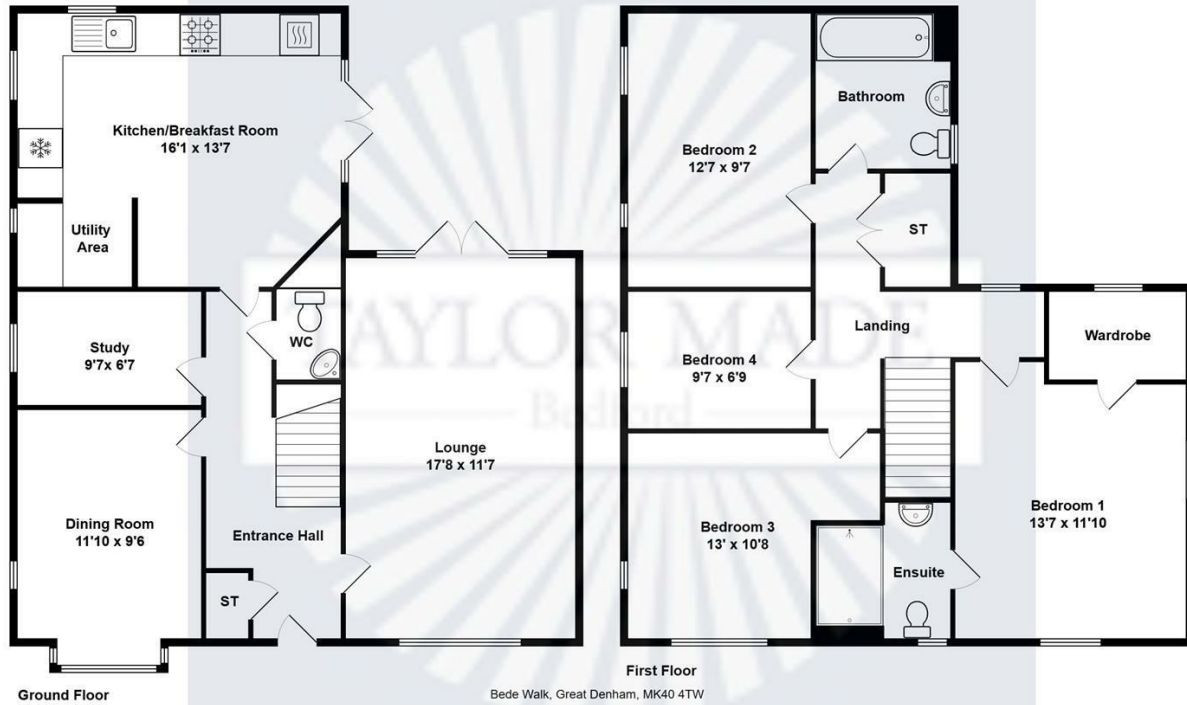 Kitchen/Breakfast Room
16'1 x 13'7
Utility
Area
Study
9'7x 6'7
WC
Dining Room
11'10 x 9'6
Entrance Hall
ST
Lounge
17'8 x 11'7
Ground Floor
Bedroom 2
12'7 x 9'7
Bathroom
ST
Landing
Wardrobe
Bedroom 4
9'7 x 6'9
Bedroom 3
13' x 10'8
Ensuite
Bedroom 1
13'7 x 11'10
First Floor
TAYLOR MADE
Bedford
Bede Walk, Great Denham, MK40 4TW